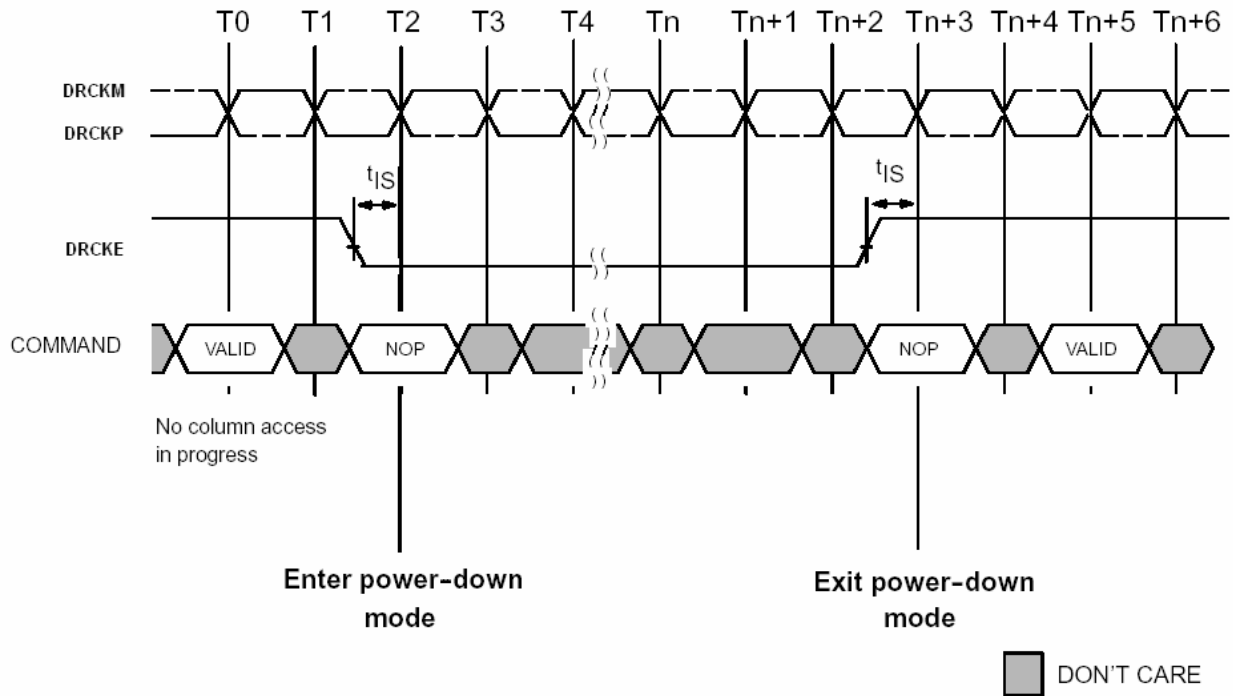 T0 T1 T2 T3 T4 Tn Tn+1 Tn+2 Tn+3 Tn+4 Tn+5 Tn+6
DRCKM
DRCKP
tIS tIS
DRCKE
COMMAND VALID NOP NOP VALID
No column access
in progress
Enter power-down
mode
Exit power-down
mode
DON'T CARE